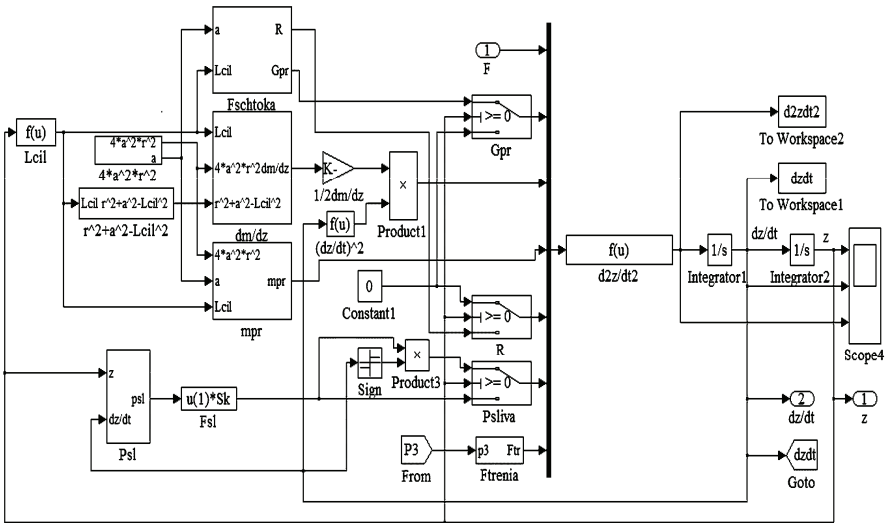 f(u)
Lcil
4*a^2*r^2
a
4*a^2*r^2
Lcil r^2+a^2-Lcil^2
r^2+a^2-Lcil^2
a
R
Lcil
Gpr
Fschtoka
Lcil
4*a^2*r^2dm/dz
r^2+a^2-Lcil^2
dm/dz
4*a^2*r^2
a
mpr
Lcil
mpr
K-
1/2dm/dz
×
Product1
f(u)
(dz/dt)^2
0
Constant1
1
F
>= 0
Gpr
>= 0
R
>= 0
Psliva
z
psl
dz/dt
Psl
u(1)*Sk
Fsl
Sign
×
Product3
P3
From
p3
Ftr
Ftrenia
f(u)
d2z/dt2
1/s
Integrator1
dz/dt
1/s
Integrator2
z
d2zdt2
To Workspace2
dzdt
To Workspace1
Scope4
2
dz/dt
1
z
dzdt
Goto